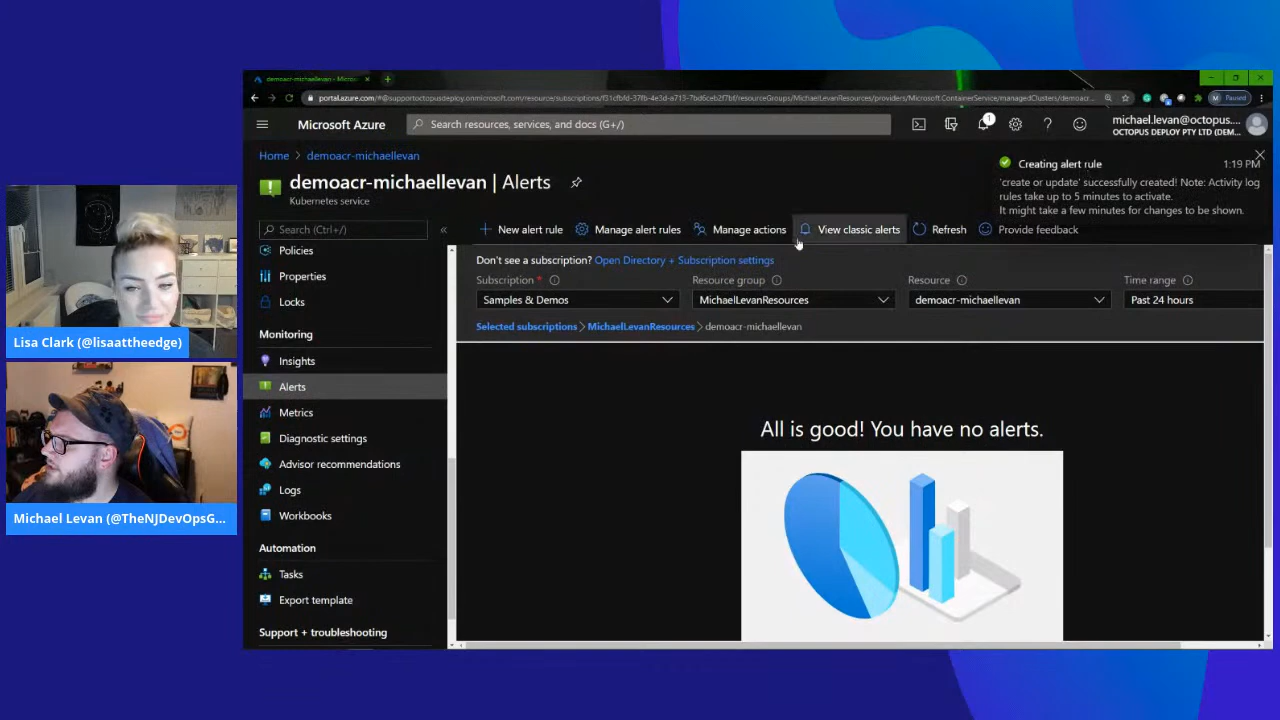 demoacr-michaellevan - Micros...
Paused
Microsoft Azure
Search resources, services, and docs (G+/)
1
michael.levan@octopus....
OCTOPUS DEPLOY PTY LTD (DEM...
Home > demoacr-michaellevan
demoacr-michaellevan | Alerts
Kubernetes service
Creating alert rule
1:19 PM
'create or update' successfully created! Note: Activity log
rules take up to 5 minutes to activate.
It might take a few minutes for changes to be shown.
Search (Ctrl+/)
«
New alert rule
Manage alert rules
Manage actions
View classic alerts
Refresh
Provide feedback
Policies
Properties
Locks
Monitoring
Insights
Alerts
Metrics
Diagnostic settings
Advisor recommendations
Logs
Workbooks
Automation
Tasks
Export template
Support + troubleshooting
Don't see a subscription? Open Directory + Subscription settings
Subscription *
Resource group
Resource
Time range
Samples & Demos
MichaelLevanResources
demoacr-michaellevan
Past 24 hours
Selected subscriptions > MichaelLevanResources > demoacr-michaellevan
All is good! You have no alerts.
Lisa Clark (@lisaattheedge)
Michael Levan (@TheNJDevOpsG...